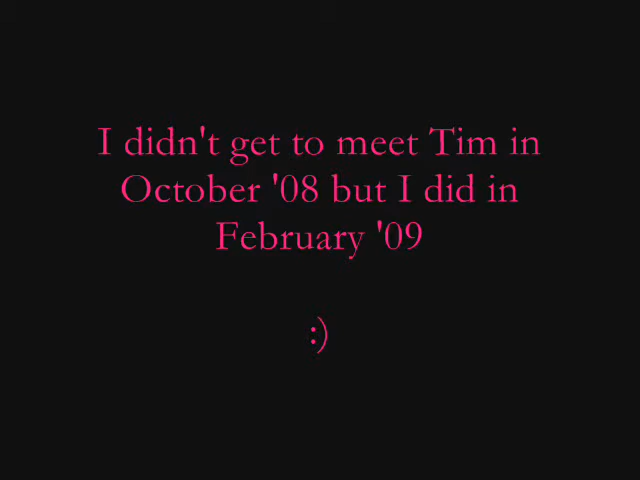 I didn't get to meet Tim in
October '08 but I did in
February '09
:)